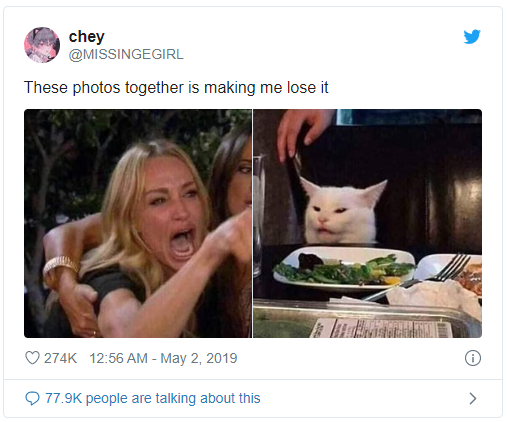 chey
@MISSINGEGIRL
These photos together is making me lose it
274K 12:56 AM - May 2, 2019
77.9K people are talking about this